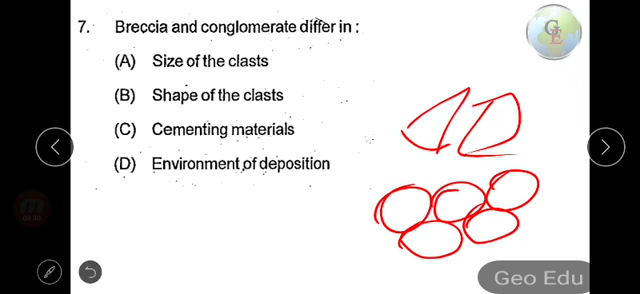 7. Breccia and conglomerate differ in :
(A) Size of the clasts
(B) Shape of the clasts
(C) Cementing materials
(D) Environment of deposition
GE
Geo Edu